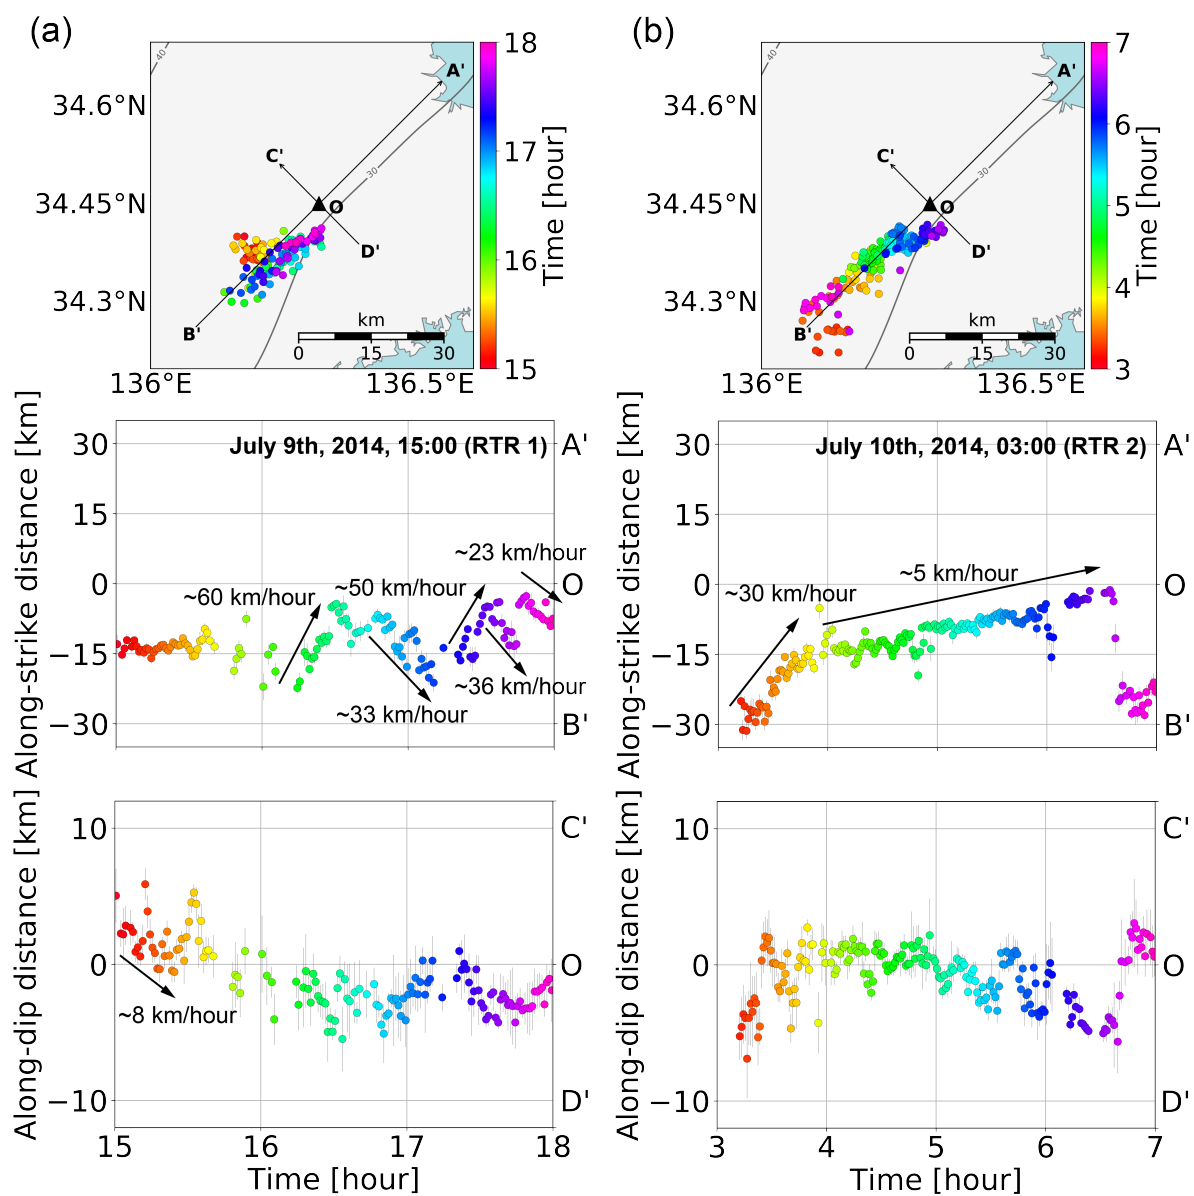 (a)
(b)
40
A'
30
C'
O
D'
B'
km
0 15 30
34.6°N
34.45°N
34.3°N
136°E 136.5°E
18
17
16
15
Time [hour]
40
A'
30
C'
O
D'
B'
km
0 15 30
34.6°N
34.45°N
34.3°N
136°E 136.5°E
7
6
5
4
3
Time [hour]
Along-strike distance [km]
30
15
0
−15
−30
July 9th, 2014, 15:00 (RTR 1)
~60 km/hour
~50 km/hour
~23 km/hour
~33 km/hour
~36 km/hour
A'
O
B'
Along-strike distance [km]
30
15
0
−15
−30
July 10th, 2014, 03:00 (RTR 2)
~30 km/hour
~5 km/hour
A'
O
B'
Along-dip distance [km]
10
0
−10
~8 km/hour
C'
O
D'
15 16 17 18
Time [hour]
Along-dip distance [km]
10
0
−10
C'
O
D'
3 4 5 6 7
Time [hour]